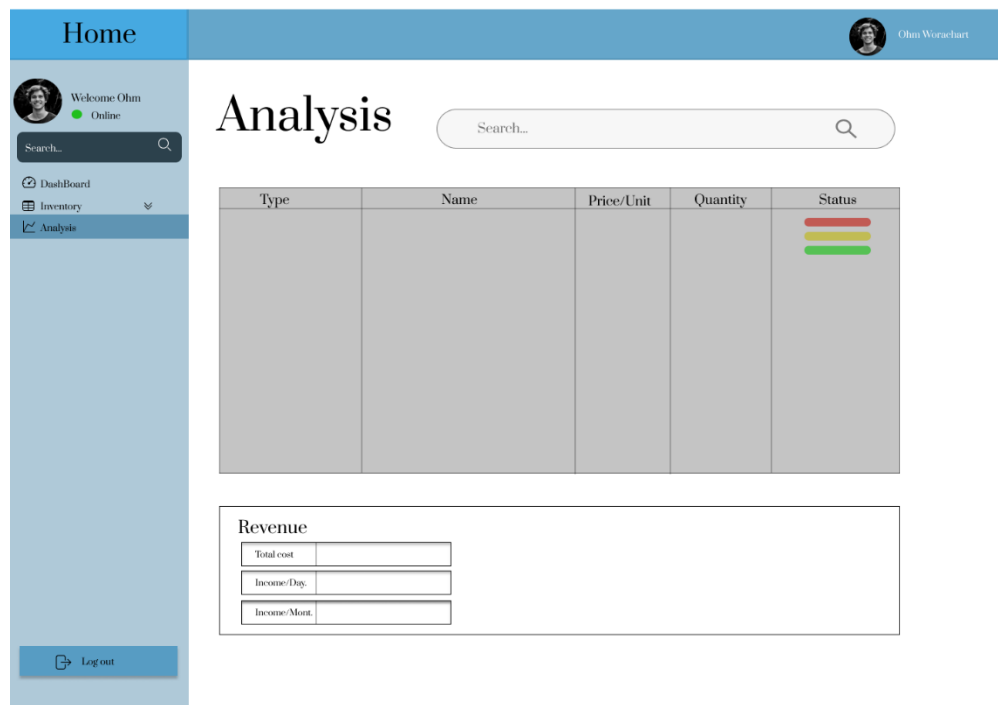 Home
Ohm Worachart
Welcome Ohm
Online
Search...
DashBoard
Inventory
Analysis
Log out
Analysis
Search...
Type Name Price/Unit Quantity Status
Revenue
Total cost
Income/Day.
Income/Mont.